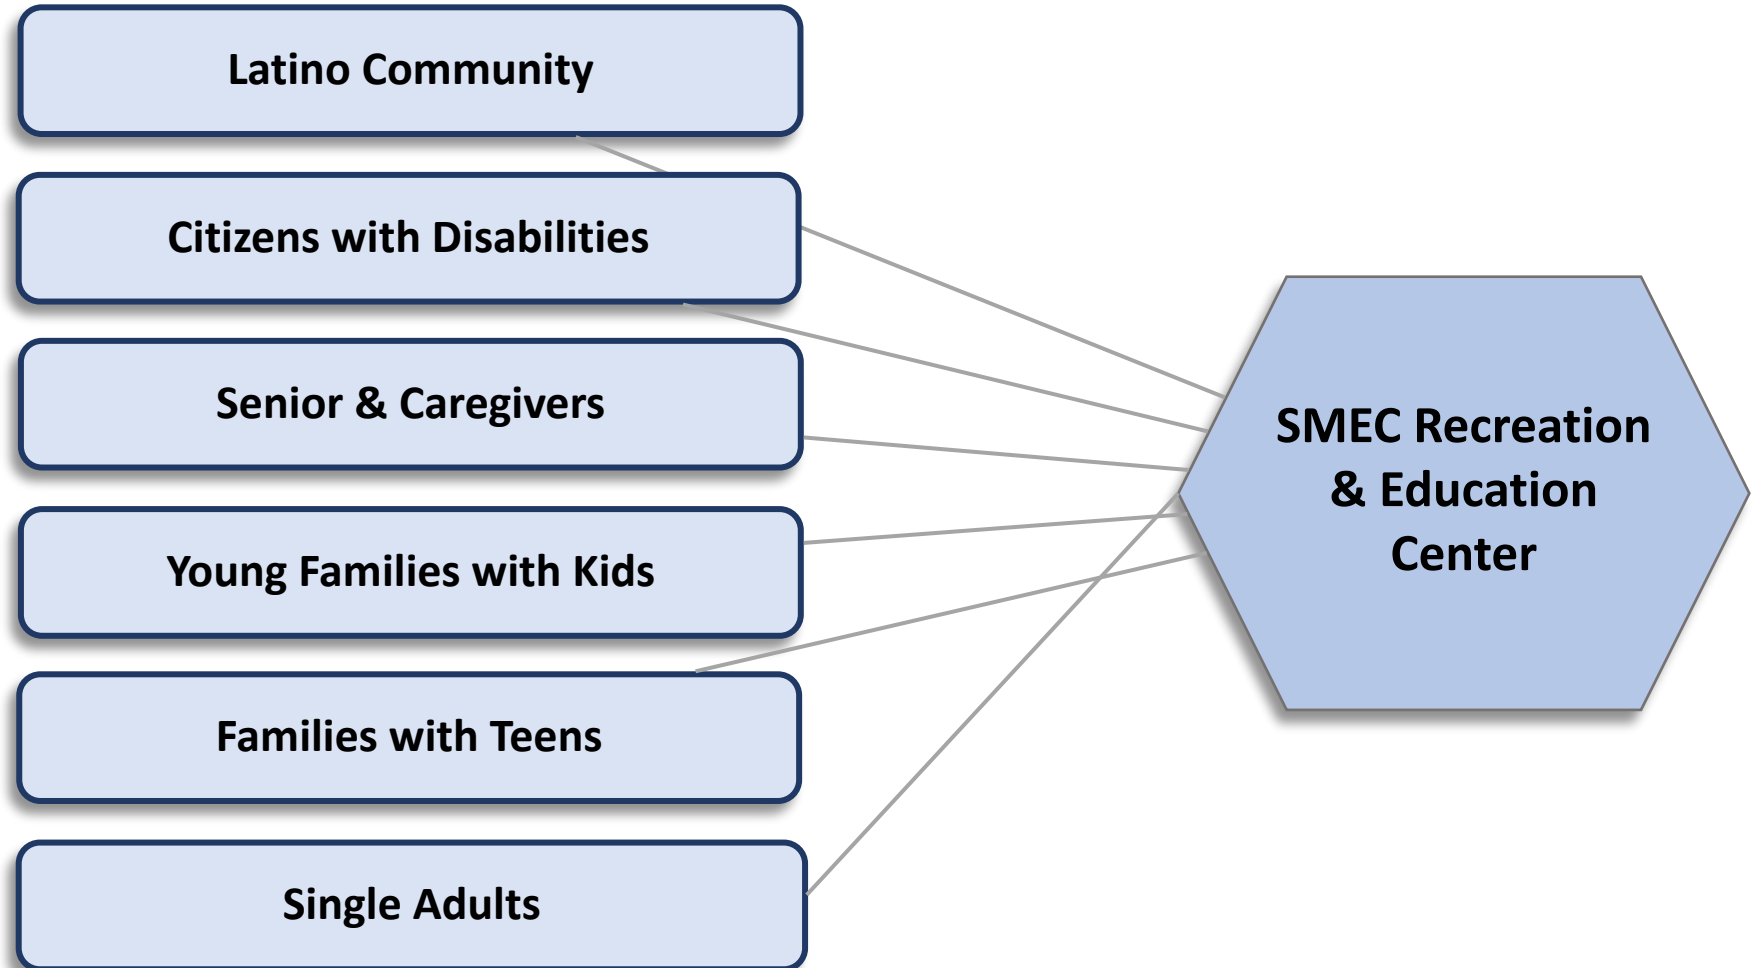 Latino Community
Citizens with Disabilities
Senior & Caregivers
Young Families with Kids
Families with Teens
Single Adults
SMEC Recreation
& Education
Center